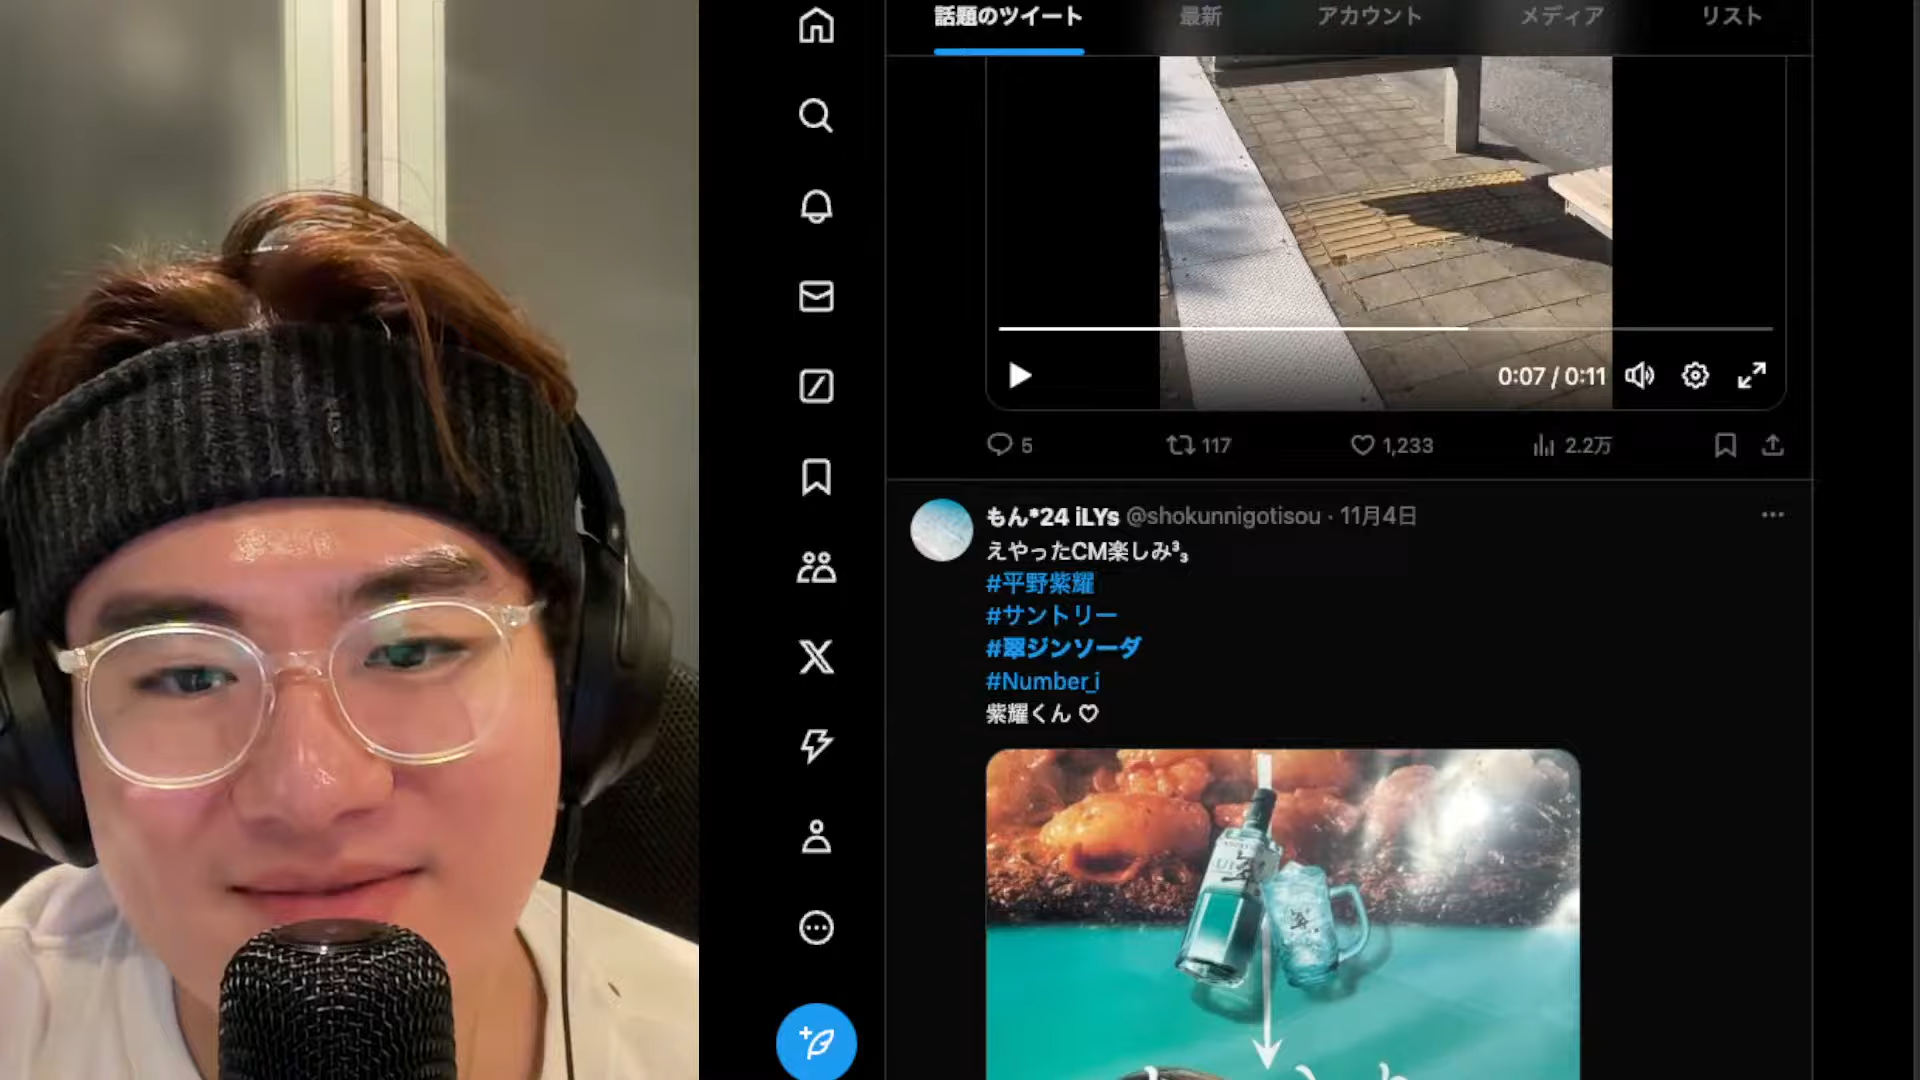 話題のツイート
最新
アカウント
メディア
リスト
0:07 / 0:11
5
117
1,233
2.2万
もん*24 iLYs @shokunnigotisou · 11月4日
えやったCM楽しみ³₃
#平野紫耀
#サントリー
#翠ジンソーダ
#Number_i
紫耀くん ♡
翠
翠